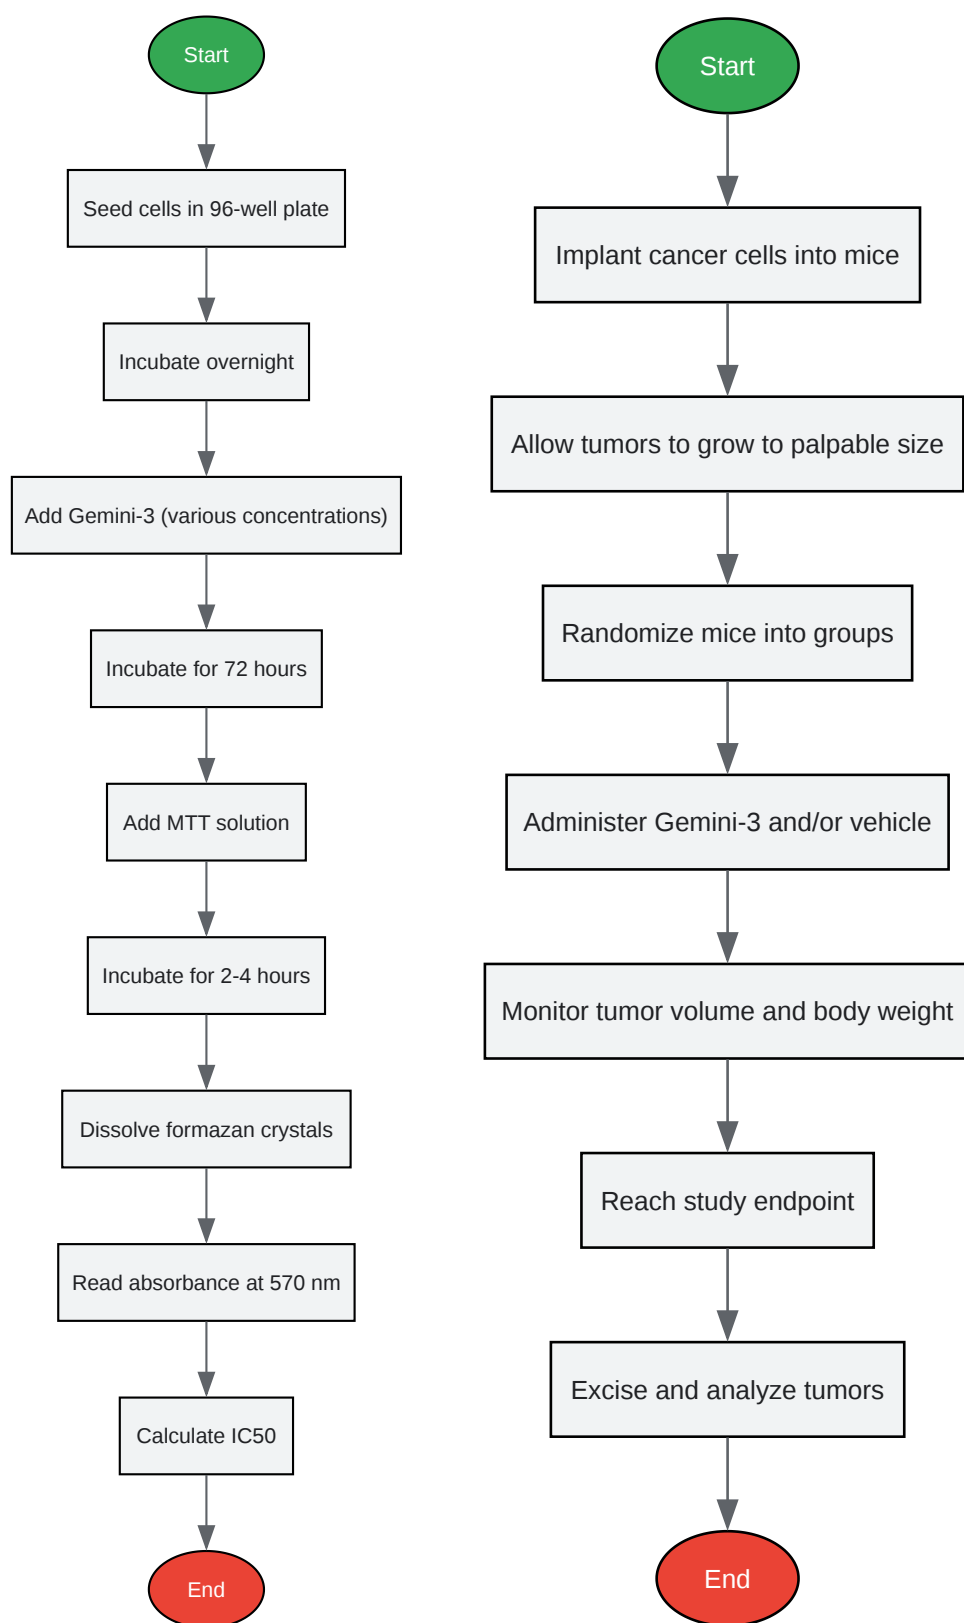 Start
Seed cells in 96-well plate
Incubate overnight
Add Gemini-3 (various concentrations)
Incubate for 72 hours
Add MTT solution
Incubate for 2-4 hours
Dissolve formazan crystals
Read absorbance at 570 nm
Calculate IC50
End
Start
Implant cancer cells into mice
Allow tumors to grow to palpable size
Randomize mice into groups
Administer Gemini-3 and/or vehicle
Monitor tumor volume and body weight
Reach study endpoint
Excise and analyze tumors
End